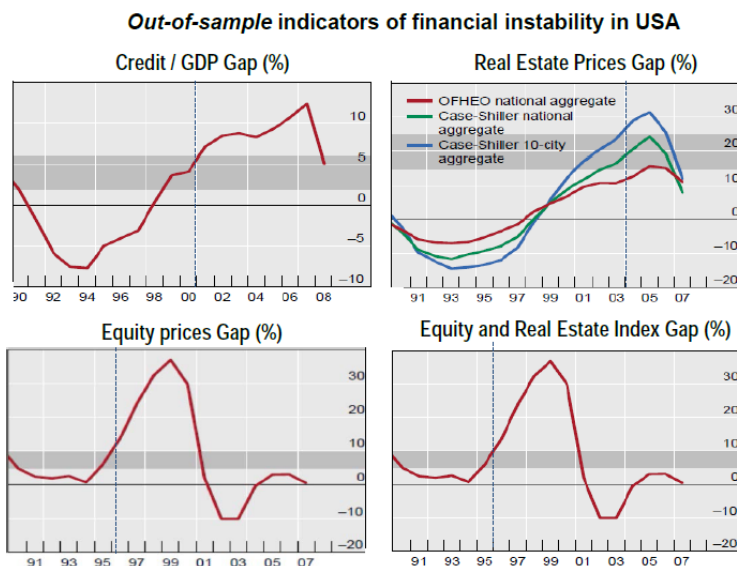 Out-of-sample indicators of financial instability in USA
Credit / GDP Gap (%)
10
5
0
−5
−10
90 92 94 96 98 00 02 04 06 08
Real Estate Prices Gap (%)
OFHEO national aggregate
Case-Shiller national
aggregate
Case-Shiller 10-city
aggregate
30
20
10
0
−10
−20
91 93 95 97 99 01 03 05 07
Equity prices Gap (%)
30
20
10
0
−10
−20
91 93 95 97 99 01 03 05 07
Equity and Real Estate Index Gap (%)
30
20
10
0
−10
−20
91 93 95 97 99 01 03 05 07